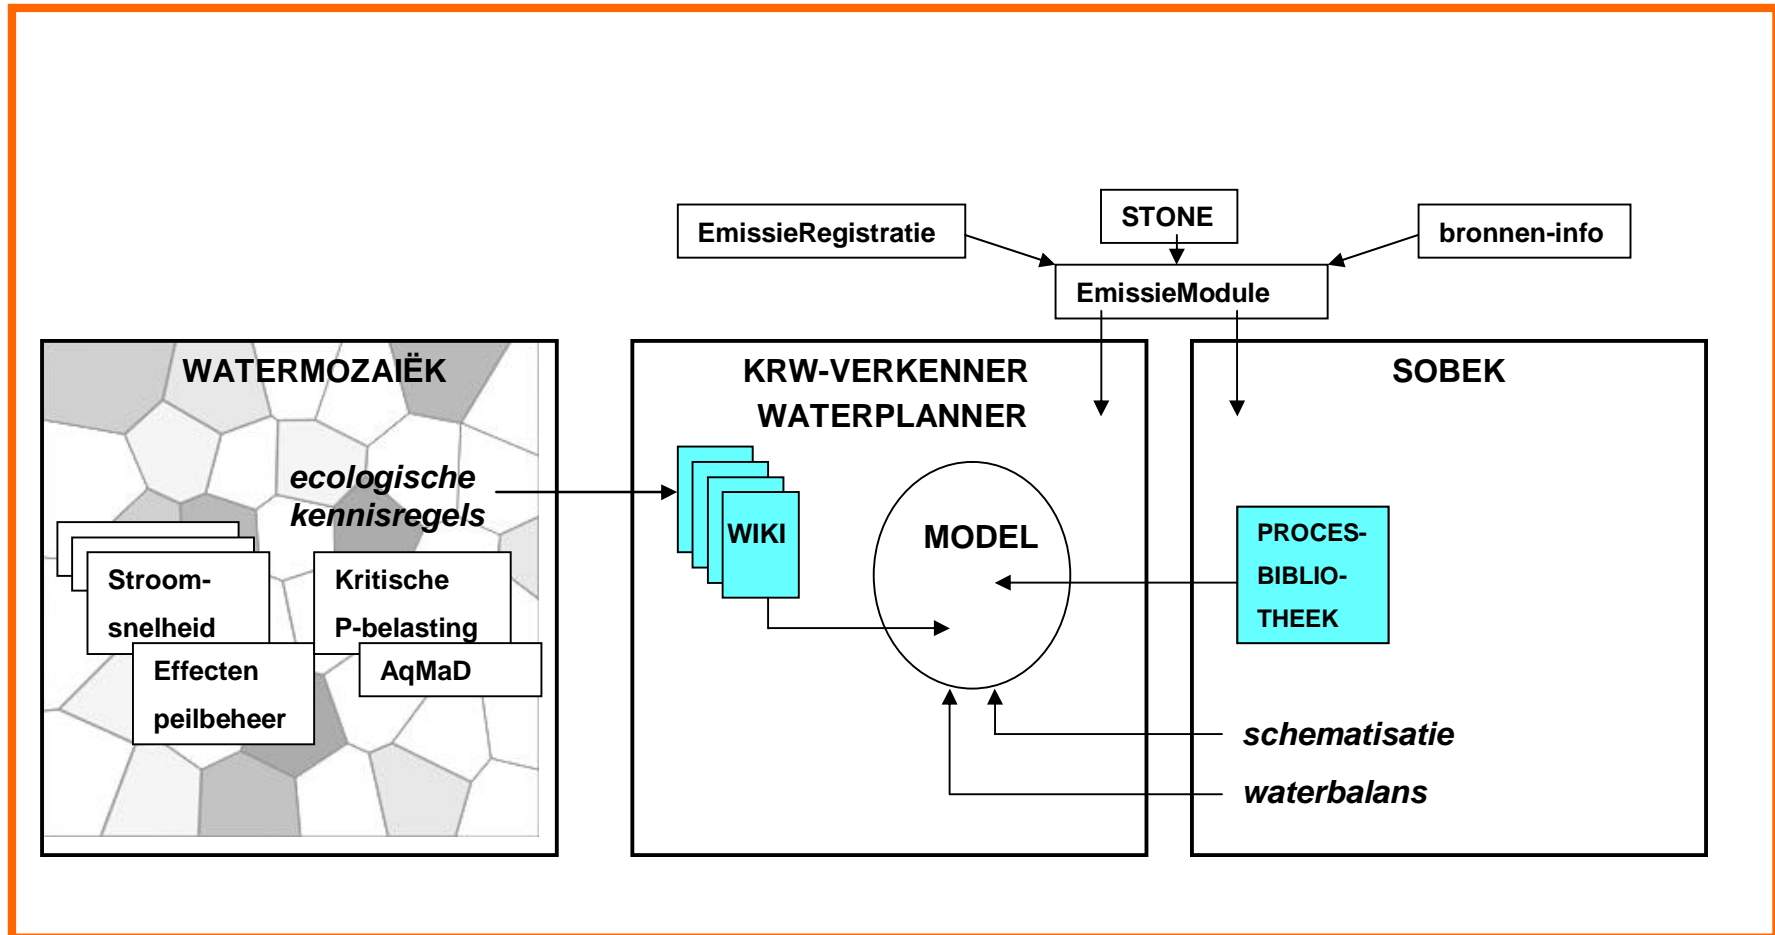 EmissieRegistratie
STONE
bronnen-info
EmissieModule
WATERMOZAIËK
ecologische
kennisregels
Stroom-
snelheid
Kritische
P-belasting
Effecten
peilbeheer
AqMaD
KRW-VERKENNER
WATERPLANNER
WIKI
MODEL
SOBEK
PROCES-
BIBLIO-
THEEK
schematisatie
waterbalans